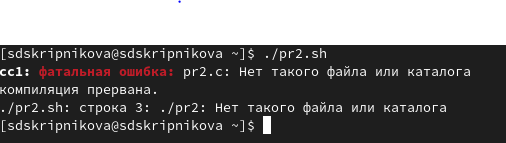 [sdskripnikova@sdskripnikova ~]$ ./pr2.sh
cc1: фатальная ошибка: pr2.c: Нет такого файла или каталога
компиляция прервана.
./pr2.sh: строка 3: ./pr2: Нет такого файла или каталога
[sdskripnikova@sdskripnikova ~]$